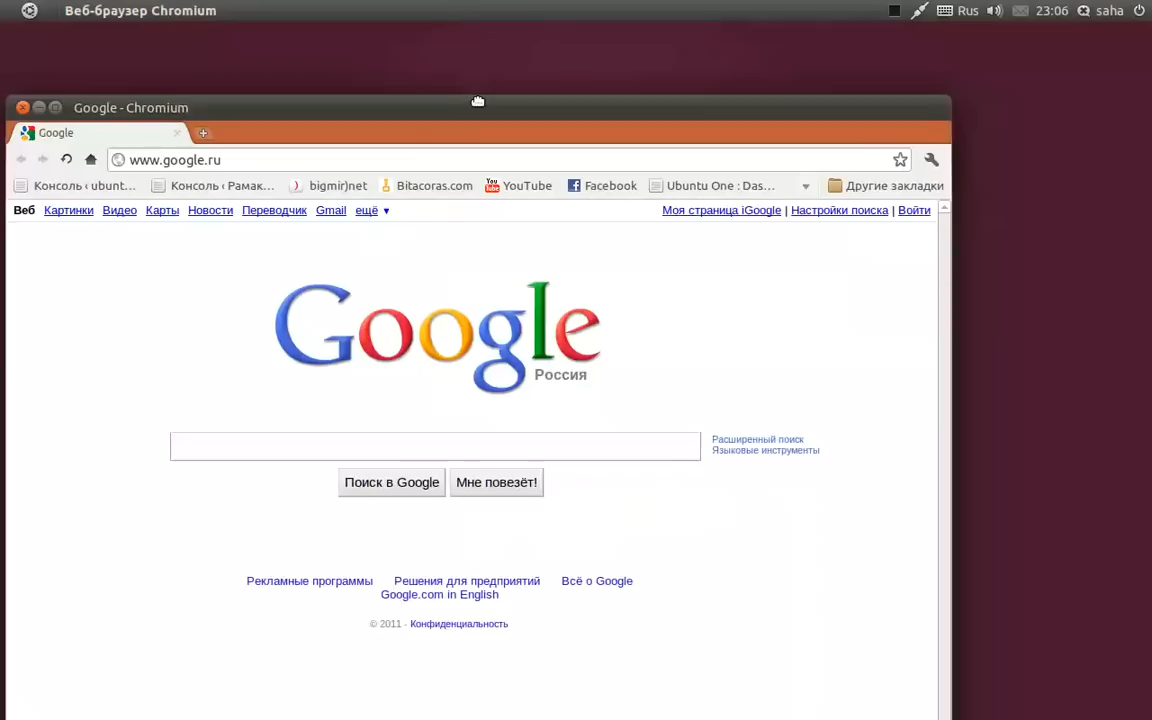 Веб-браузер Chromium Rus 23:06 saha
Google - Chromium
Google
www.google.ru
Консоль ‹ ubunt... Консоль ‹ Рамак... bigmir)net Bitacoras.com YouTube Facebook Ubuntu One : Das... Другие закладки
Веб Картинки Видео Карты Новости Переводчик Gmail ещё ▼ Моя страница iGoogle | Настройки поиска | Войти
Google
Россия
Расширенный поиск
Языковые инструменты
Поиск в Google Мне повезёт!
Рекламные программы Решения для предприятий Всё о Google
Google.com in English
© 2011 - Конфиденциальность